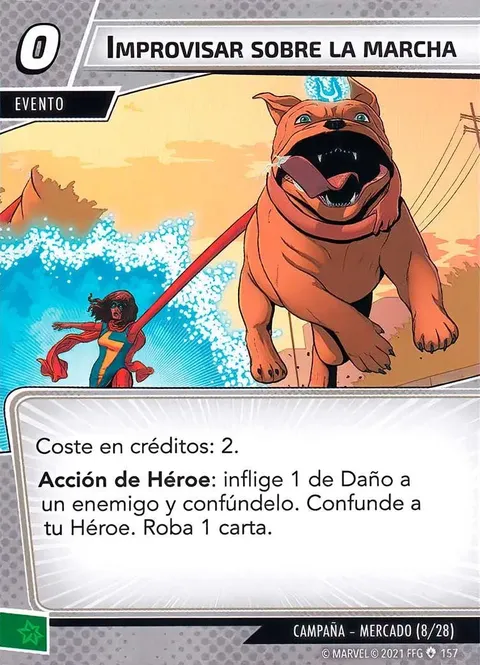 0
IMPROVISAR SOBRE LA MARCHA
EVENTO
Coste en créditos: 2.
Acción de Héroe: inflige 1 de Daño a
un enemigo y confúndelo. Confunde a
tu Héroe. Roba 1 carta.
CAMPAÑA – MERCADO (8/28)
© MARVEL © 2021 FFG 157